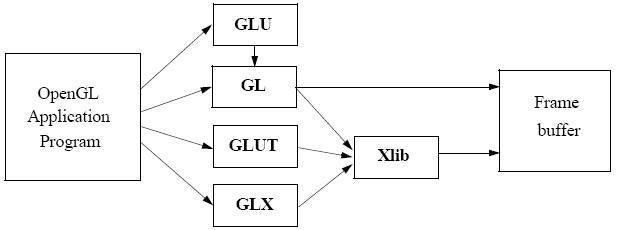 GLU
OpenGL
Application
Program
GL
GLUT
GLX
Xlib
Frame
buffer